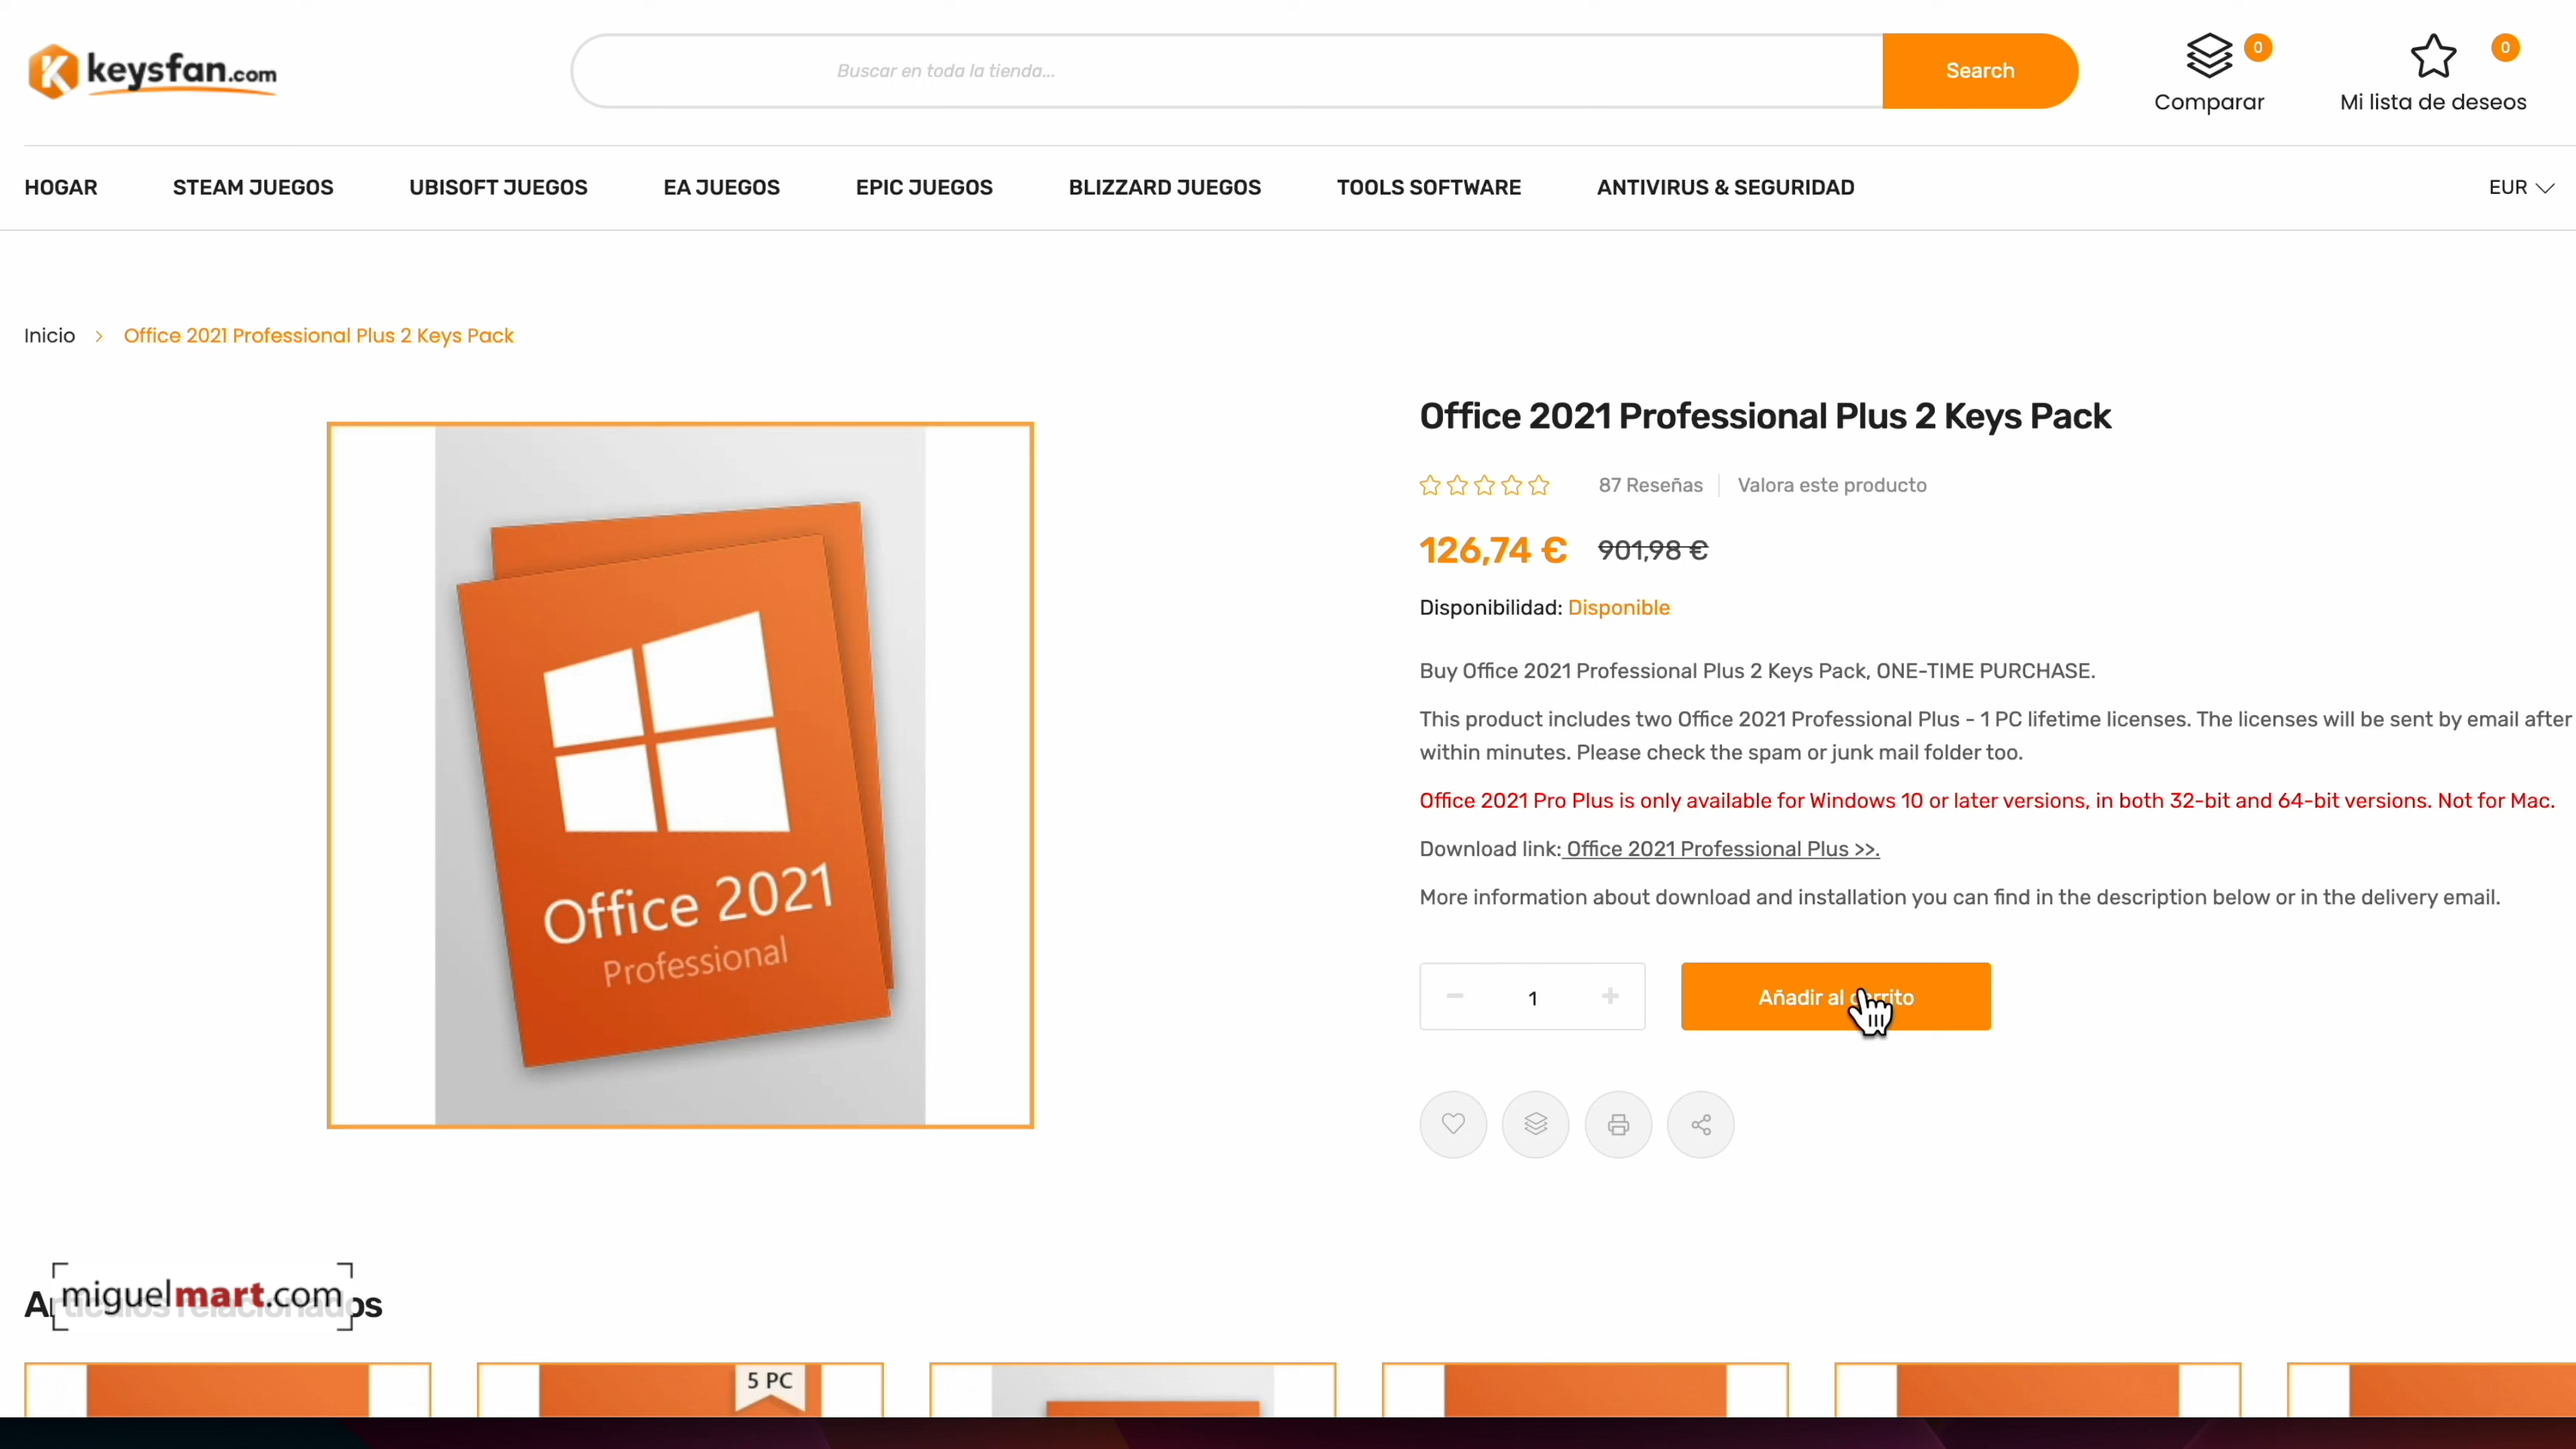 keysfan.com
Buscar en toda la tienda...
Search
0
Comparar
0
Mi lista de deseos
HOGAR
STEAM JUEGOS
UBISOFT JUEGOS
EA JUEGOS
EPIC JUEGOS
BLIZZARD JUEGOS
TOOLS SOFTWARE
ANTIVIRUS & SEGURIDAD
EUR
Inicio > Office 2021 Professional Plus 2 Keys Pack
Office 2021
Professional
Office 2021 Professional Plus 2 Keys Pack
87 Reseñas
Valora este producto
126,74 € 901,98 €
Disponibilidad: Disponible
Buy Office 2021 Professional Plus 2 Keys Pack, ONE-TIME PURCHASE.
This product includes two Office 2021 Professional Plus - 1 PC lifetime licenses. The licenses will be sent by email after
within minutes. Please check the spam or junk mail folder too.
Office 2021 Pro Plus is only available for Windows 10 or later versions, in both 32-bit and 64-bit versions. Not for Mac.
Download link: Office 2021 Professional Plus >>.
More information about download and installation you can find in the description below or in the delivery email.
- 1 +
Añadir al carrito
Artículos relacionados
miguelmart.com
5 PC